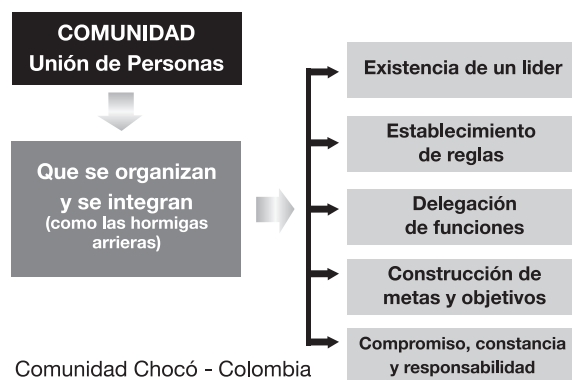 COMUNIDAD
Unión de Personas
Que se organizan
y se integran
(como las hormigas
arrieras)
Existencia de un lider
Establecimiento
de reglas
Delegación
de funciones
Construcción de
metas y objetivos
Compromiso, constancia
y responsabilidad
Comunidad Chocó - Colombia